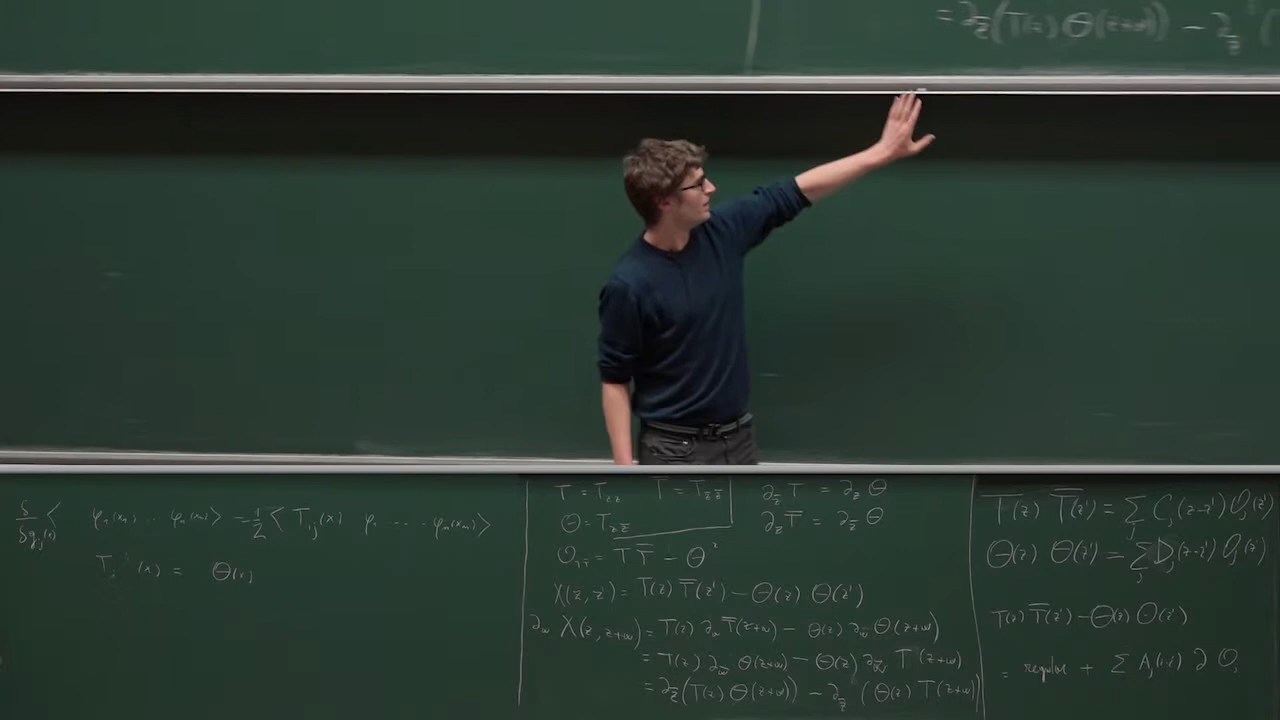 = ∂_z̄ (T(z) Θ(z+w)) − ∂_z̄ (
δ/δg_ij(x) ⟨ φ_1(x_1) ... φ_n(x_n) ⟩ = ½ ⟨ T_ij(x) φ_1 .... φ_n(x_n) ⟩
T_i^i(x) = Θ(x)
T = T_zz T̄ = T_z̄z̄ ∂_z̄ T = ∂_z Θ
Θ = T_zz̄ ∂_z T̄ = ∂_z̄ Θ
O_TT̄ = T T̄ − Θ²
X(z,z') = T(z) T̄(z') − Θ(z) Θ(z')
∂_w X(z,z+w) = T(z) ∂_w T̄(z+w) − Θ(z) ∂_w Θ(z+w)
= T(z) ∂_w̄ Θ(z+w) − Θ(z) ∂_w̄ T(z+w)
= ∂_z̄ (T(z) Θ(z+w)) − ∂_z̄ (Θ(z) T(z+w))
T(z) T̄(z') = Σ_j C_j(z-z') O_j(z')
Θ(z) Θ(z') = Σ_j D_j(z-z') O_j(z')
T(z) T̄(z') − Θ(z) Θ(z')
= regular + Σ A_j(z-z') ∂ O_j